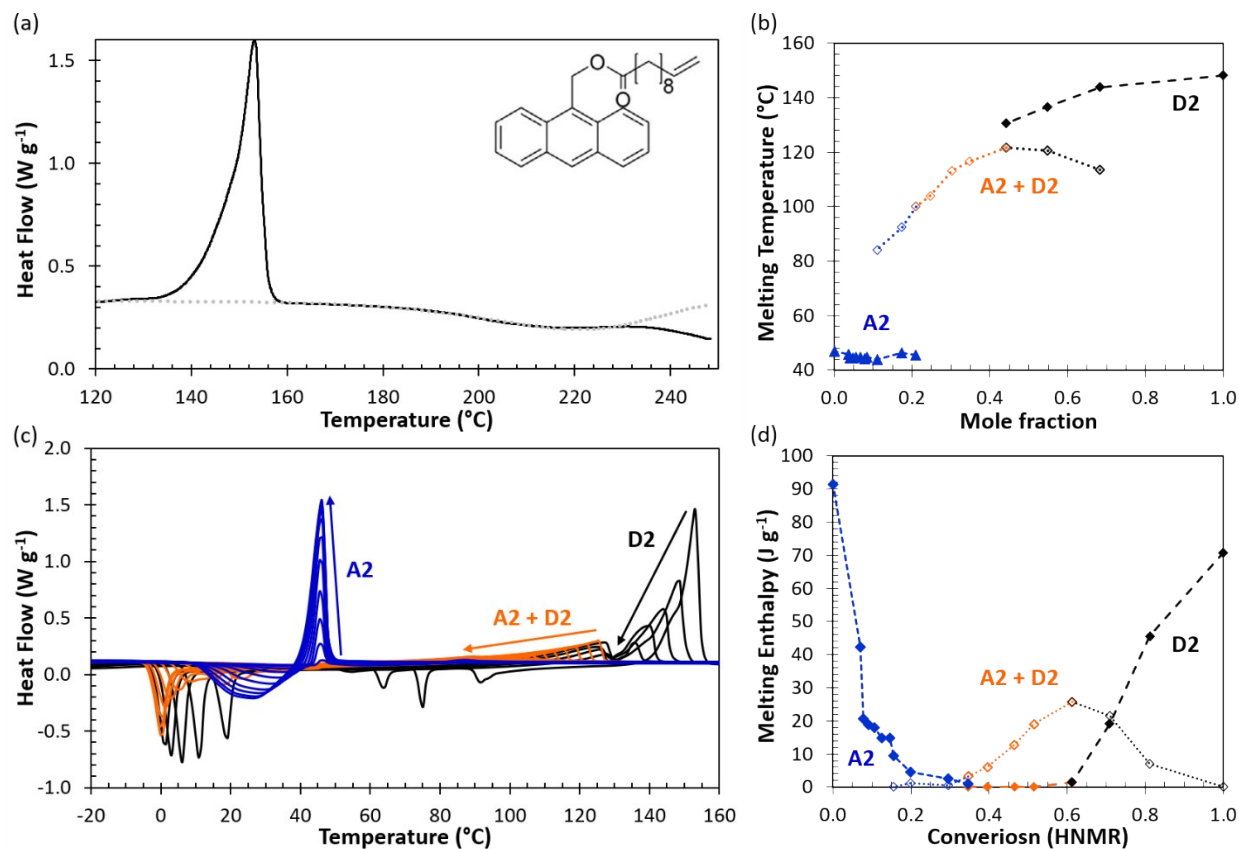 (a)
Heat Flow (W g⁻¹)
1.5
1.0
0.5
0.0
120 140 160 180 200 220 240
Temperature (°C)
O
O
8
(b)
Melting Temperature (°C)
160
140
120
100
80
60
40
D2
A2 + D2
A2
0.0 0.2 0.4 0.6 0.8 1.0
Mole fraction
(c)
Heat Flow (W g⁻¹)
2.0
1.5
1.0
0.5
0.0
-0.5
-1.0
A2
A2 + D2
D2
-20 0 20 40 60 80 100 120 140 160
Temperature (°C)
(d)
Melting Enthalpy (J g⁻¹)
100
90
80
70
60
50
40
30
20
10
0
D2
A2 + D2
A2
0.0 0.2 0.4 0.6 0.8 1.0
Converiosn (HNMR)